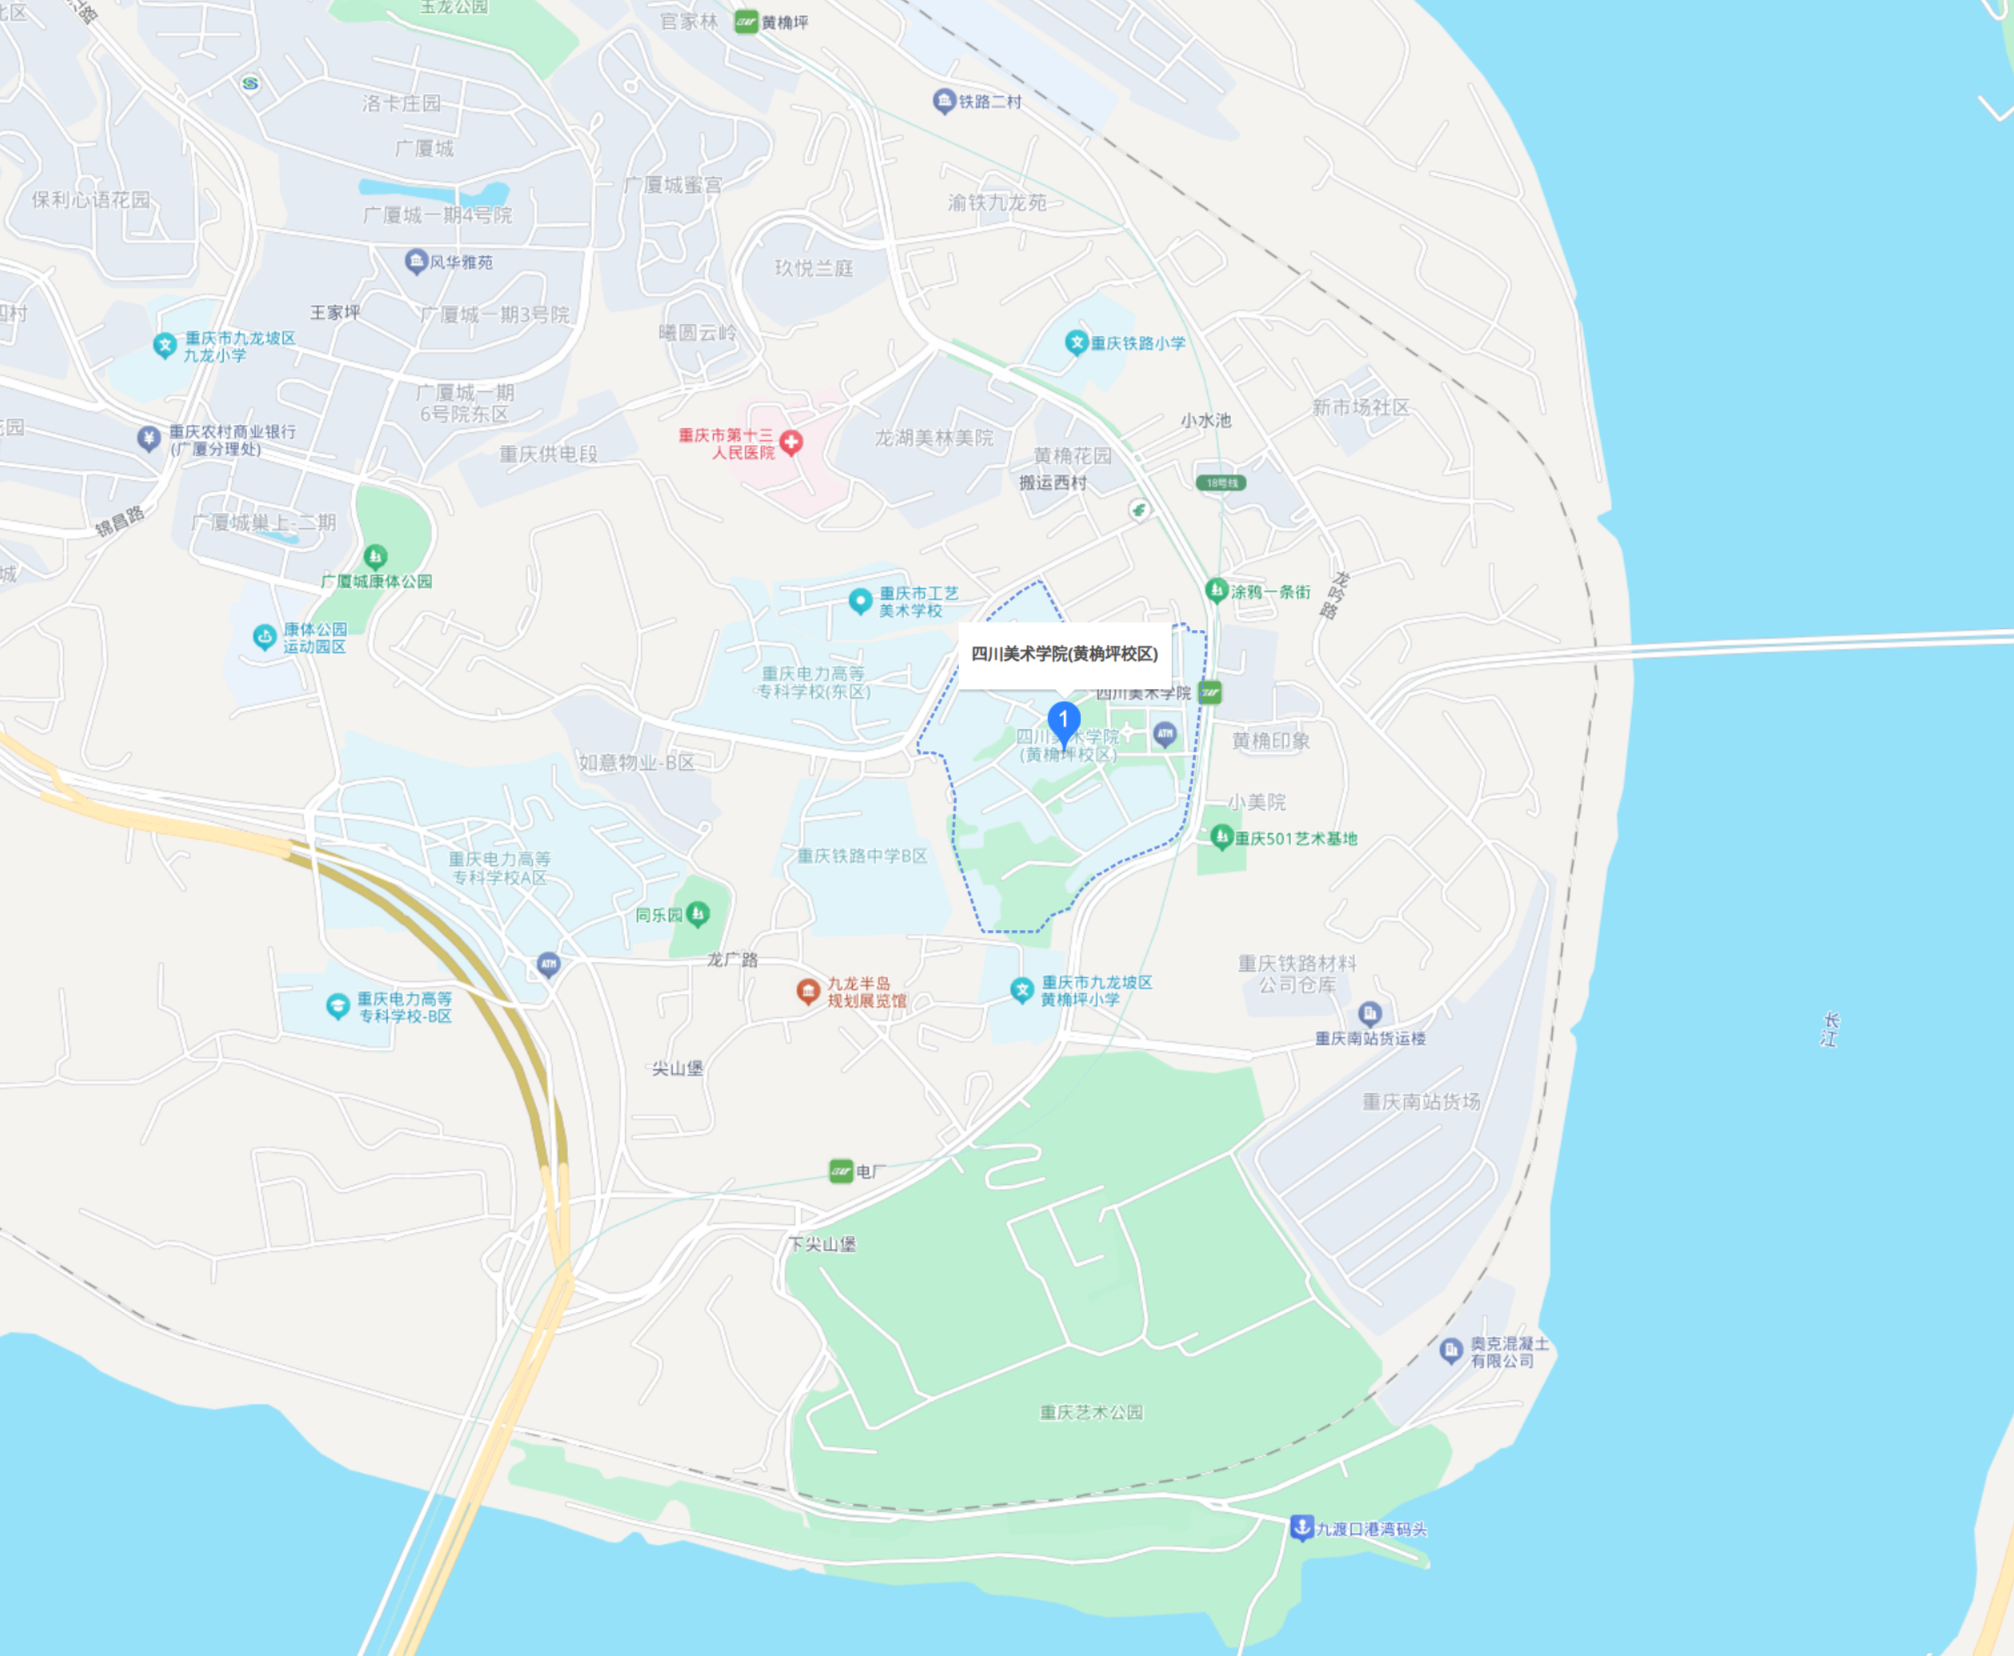 玉龙公园
官家林
黄桷坪
铁路二村
洛卡庄园
广厦城
广厦城蜜宫
保利心语花园
渝铁九龙苑
广厦城一期4号院
风华雅苑
玖悦兰庭
王家坪
广厦城一期3号院
曦圆云岭
重庆市九龙坡区
九龙小学
重庆铁路小学
广厦城一期
6号院东区
新市场社区
小水池
重庆农村商业银行
(广厦分理处)
重庆供电段
重庆市第十三
人民医院
龙湖美林美院
黄桷花园
搬运西村
18号线
锦昌路
广厦城巢上-二期
广厦城康体公园
重庆市工艺
美术学校
涂鸦一条街
龙吟路
康体公园
运动园区
四川美术学院(黄桷坪校区)
重庆电力高等
专科学校(东区)
四川美术学院
1
ATM
四川美术学院
(黄桷坪校区)
黄桷印象
如意物业-B区
小美院
重庆501艺术基地
重庆电力高等
专科学校A区
重庆铁路中学B区
同乐园
龙广路
ATM
重庆铁路材料
公司仓库
九龙半岛
规划展览馆
重庆市九龙坡区
黄桷坪小学
重庆电力高等
专科学校-B区
重庆南站货运楼
长江
尖山堡
重庆南站货场
电厂
下尖山堡
奥克混凝土
有限公司
重庆艺术公园
九渡口港湾码头